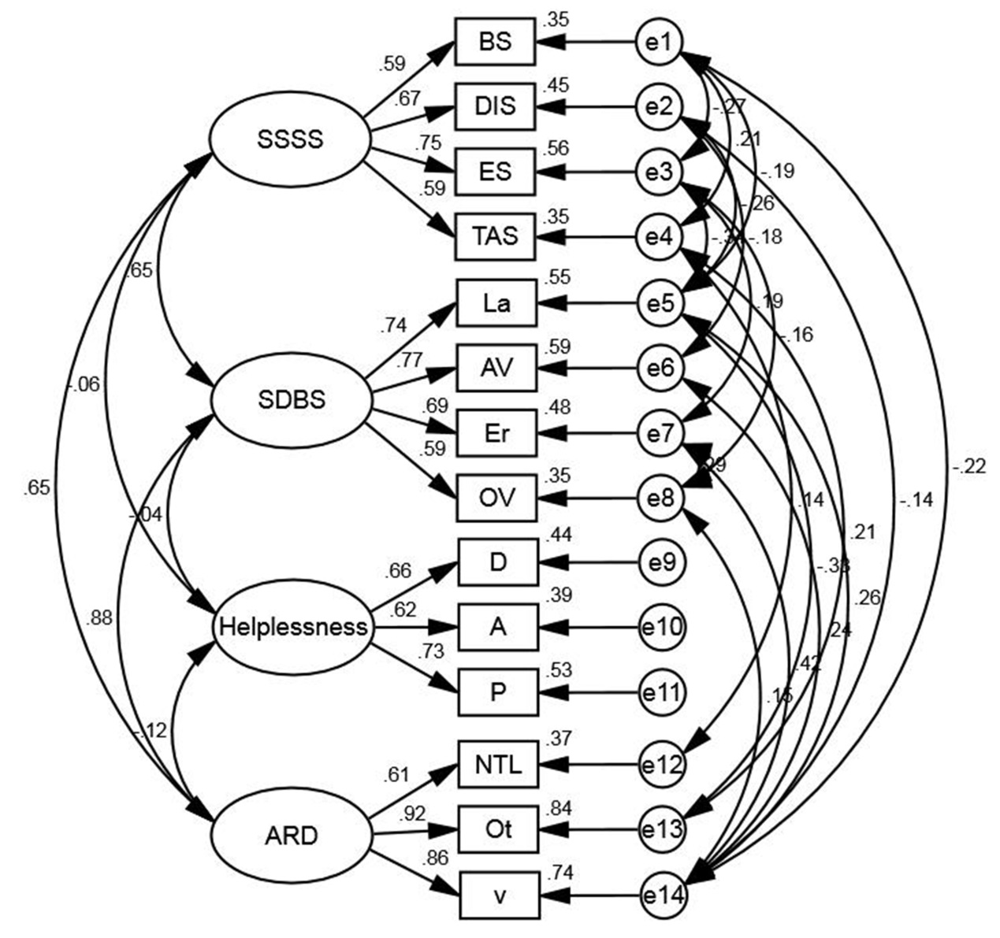 .35
BS
e1
.59
.45
DIS
e2
.67
-.27
SSSS
.75
.56
.21
ES
e3
-.19
.59
-.26
.35
TAS
e4
-.34
-.18
.65
.55
La
e5
.19
.74
-.16
.59
AV
e6
.77
-.06
SDBS
.69
.48
Er
e7
.59
-.22
.35
OV
e8
.65
.14
-.14
-.04
.44
.21
D
e9
.66
-.33
.26
.62
.39
A
e10
Helplessness
.88
.24
.73
.42
.53
P
e11
.15
-.12
.37
NTL
e12
.61
.92
.84
Ot
e13
ARD
.86
.74
v
e14